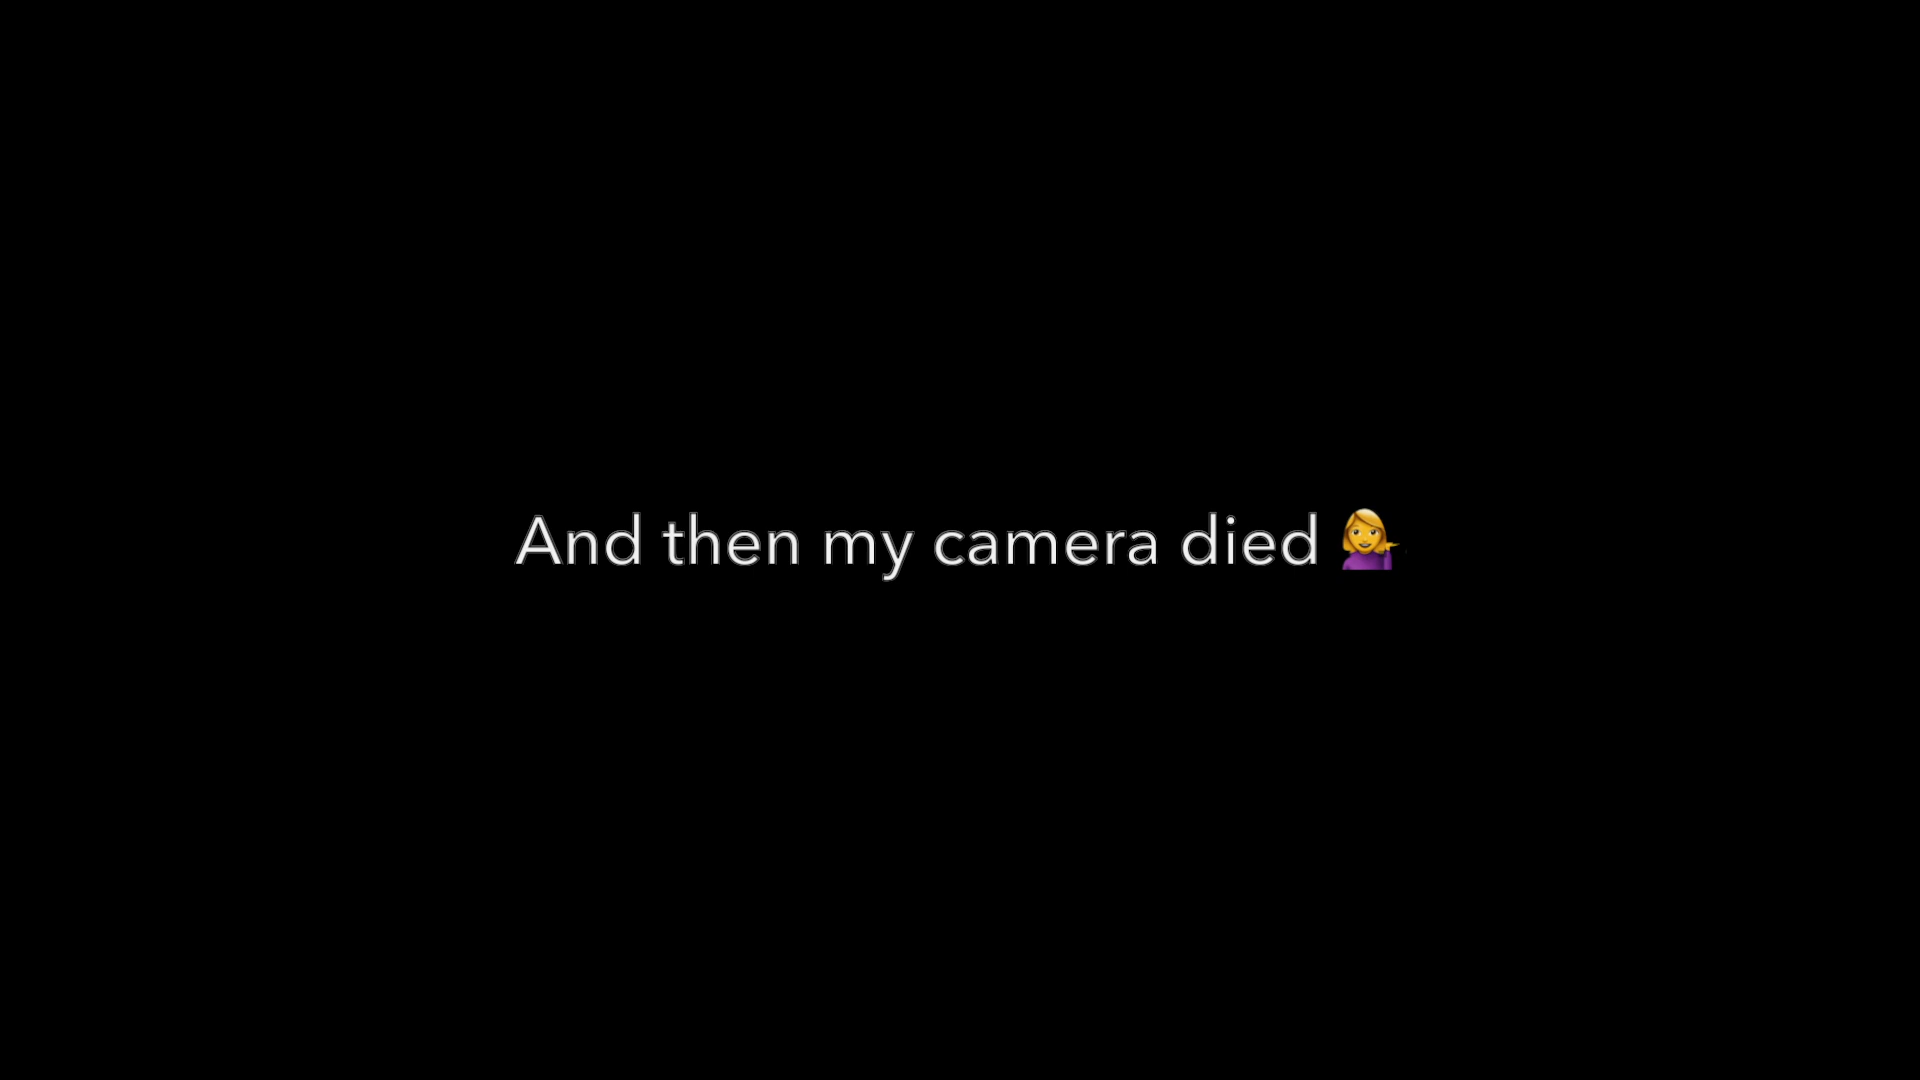 And then my camera died 💁‍♀️